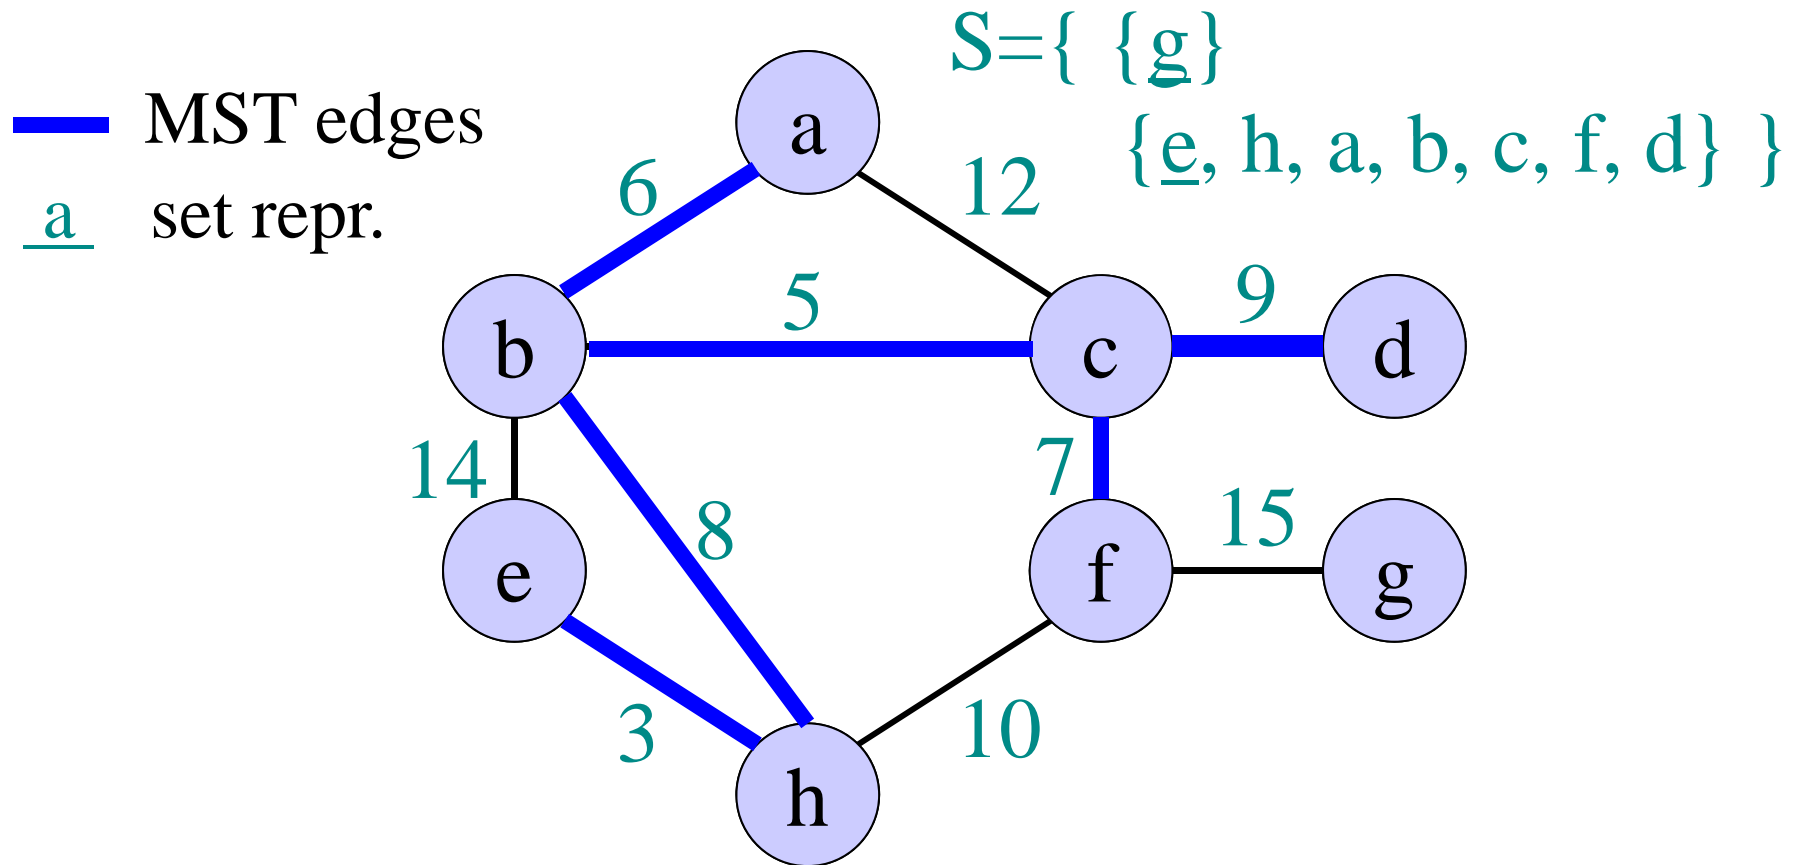 S={ {g}
{e, h, a, b, c, f, d} }
MST edges
a set repr.
a
6
12
5
9
b
c
d
14
7
8
15
e
f
g
3
10
h